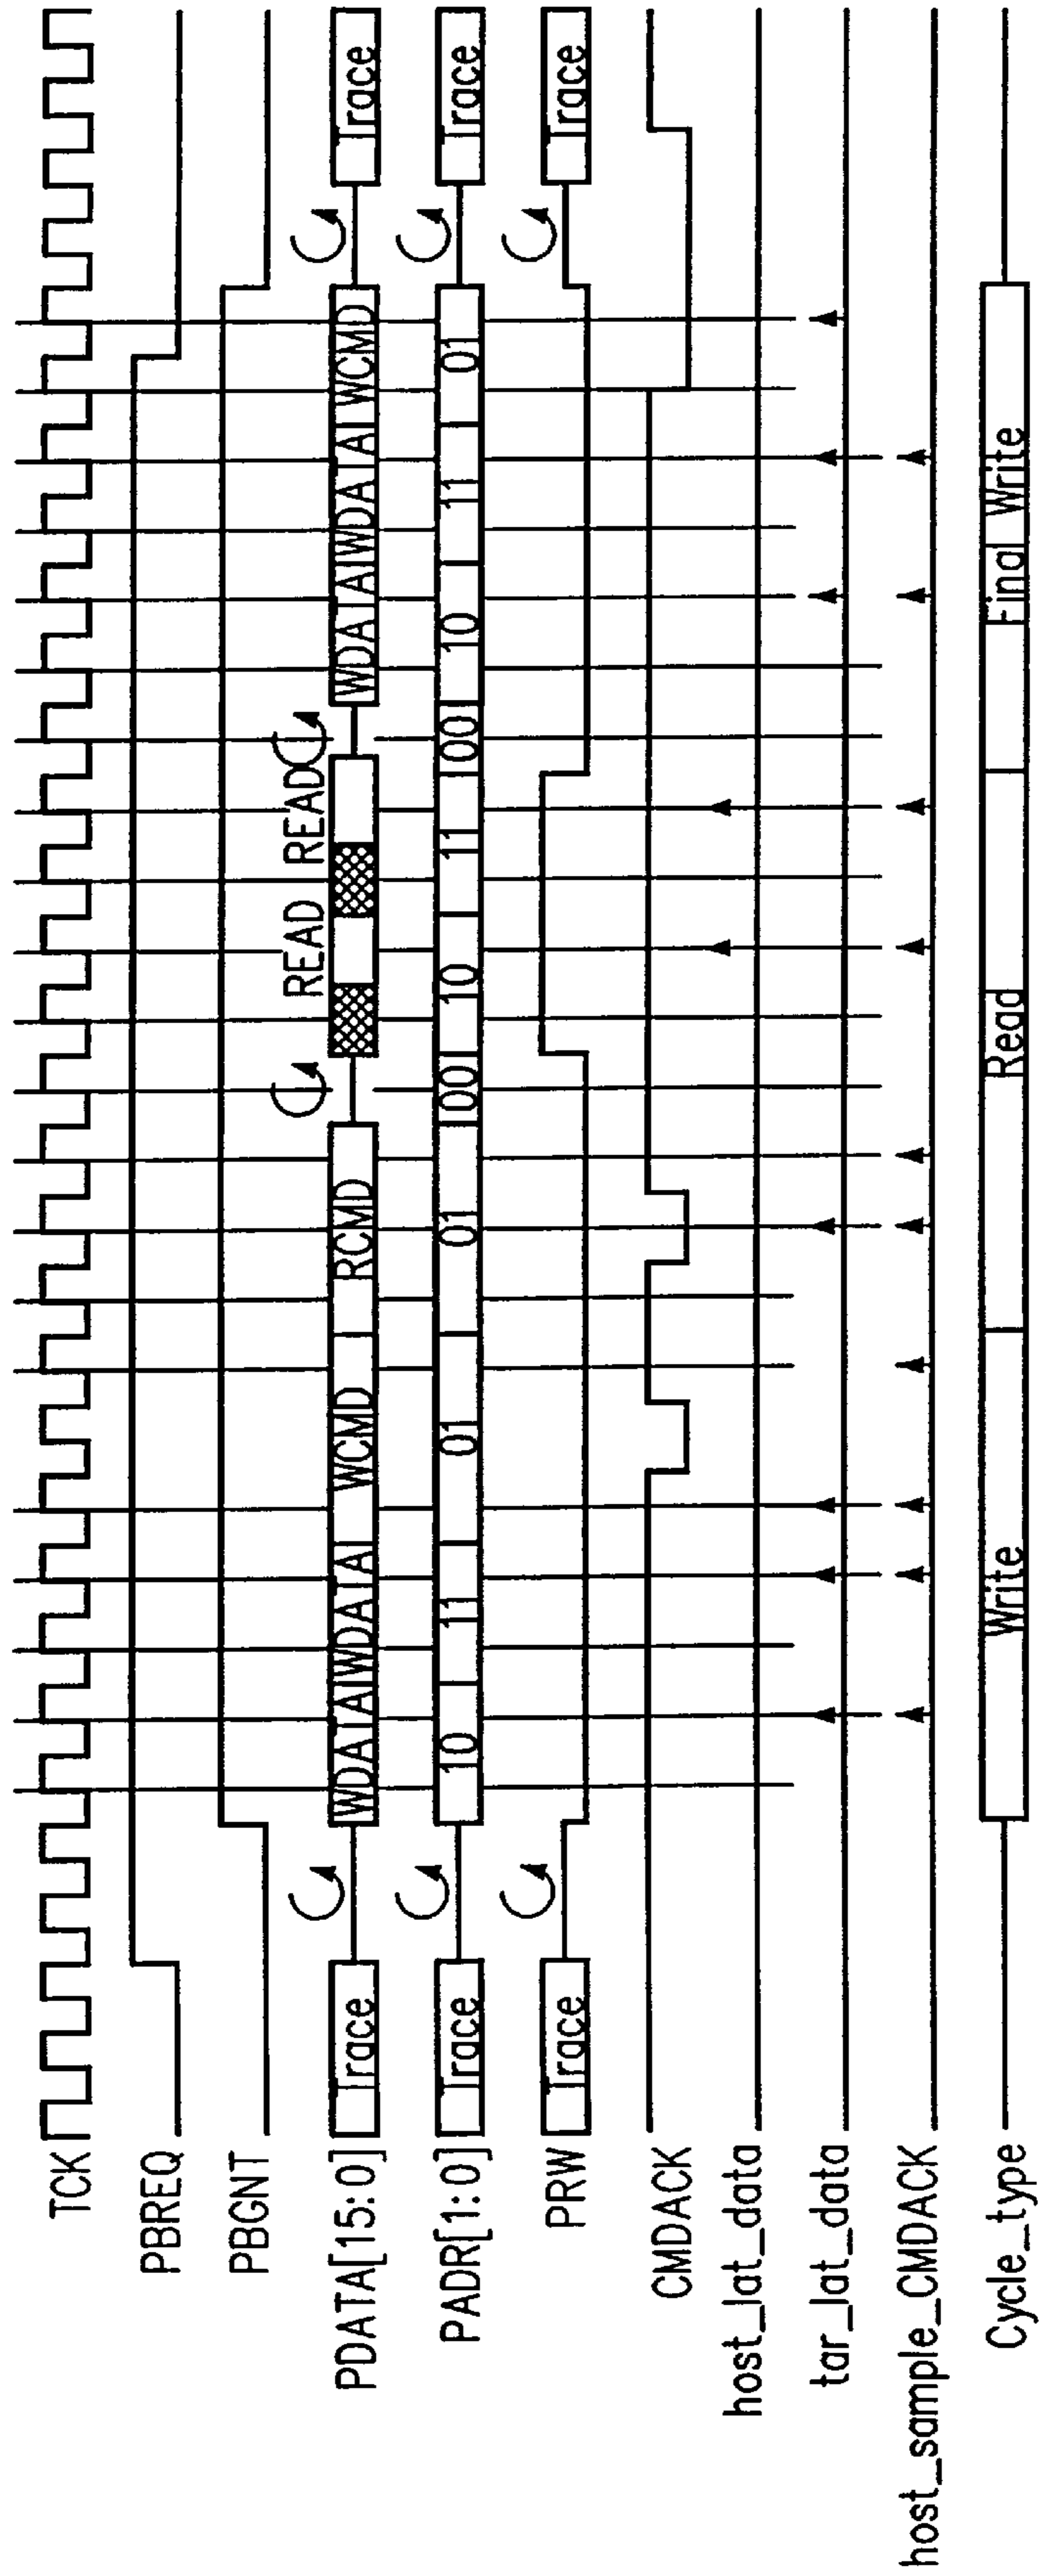 TCK
PBREQ
PBGNT
READ READ
PDATA[15:0] Trace WDATA WDATA WCMD RCMD WDATA WDATA WCMD Trace
PADR[1:0] Trace 10 11 01 01 00 10 11 00 10 11 01 Trace
PRW Trace Trace
CMDACK
host_lat_data
tar_lat_data
host_sample_CMDACK
Cycle_type Write Read Final Write